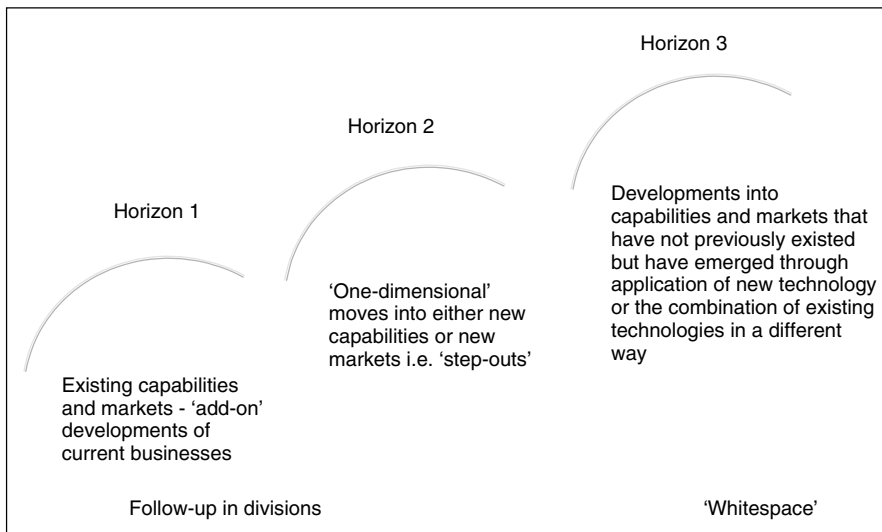 Horizon 3
Horizon 2
Horizon 1
Developments into
capabilities and markets that
have not previously existed
but have emerged through
application of new technology
or the combination of existing
technologies in a different
way
‘One-dimensional’
moves into either new
capabilities or new
markets i.e. ‘step-outs’
Existing capabilities
and markets - ‘add-on’
developments of
current businesses
Follow-up in divisions
‘Whitespace’